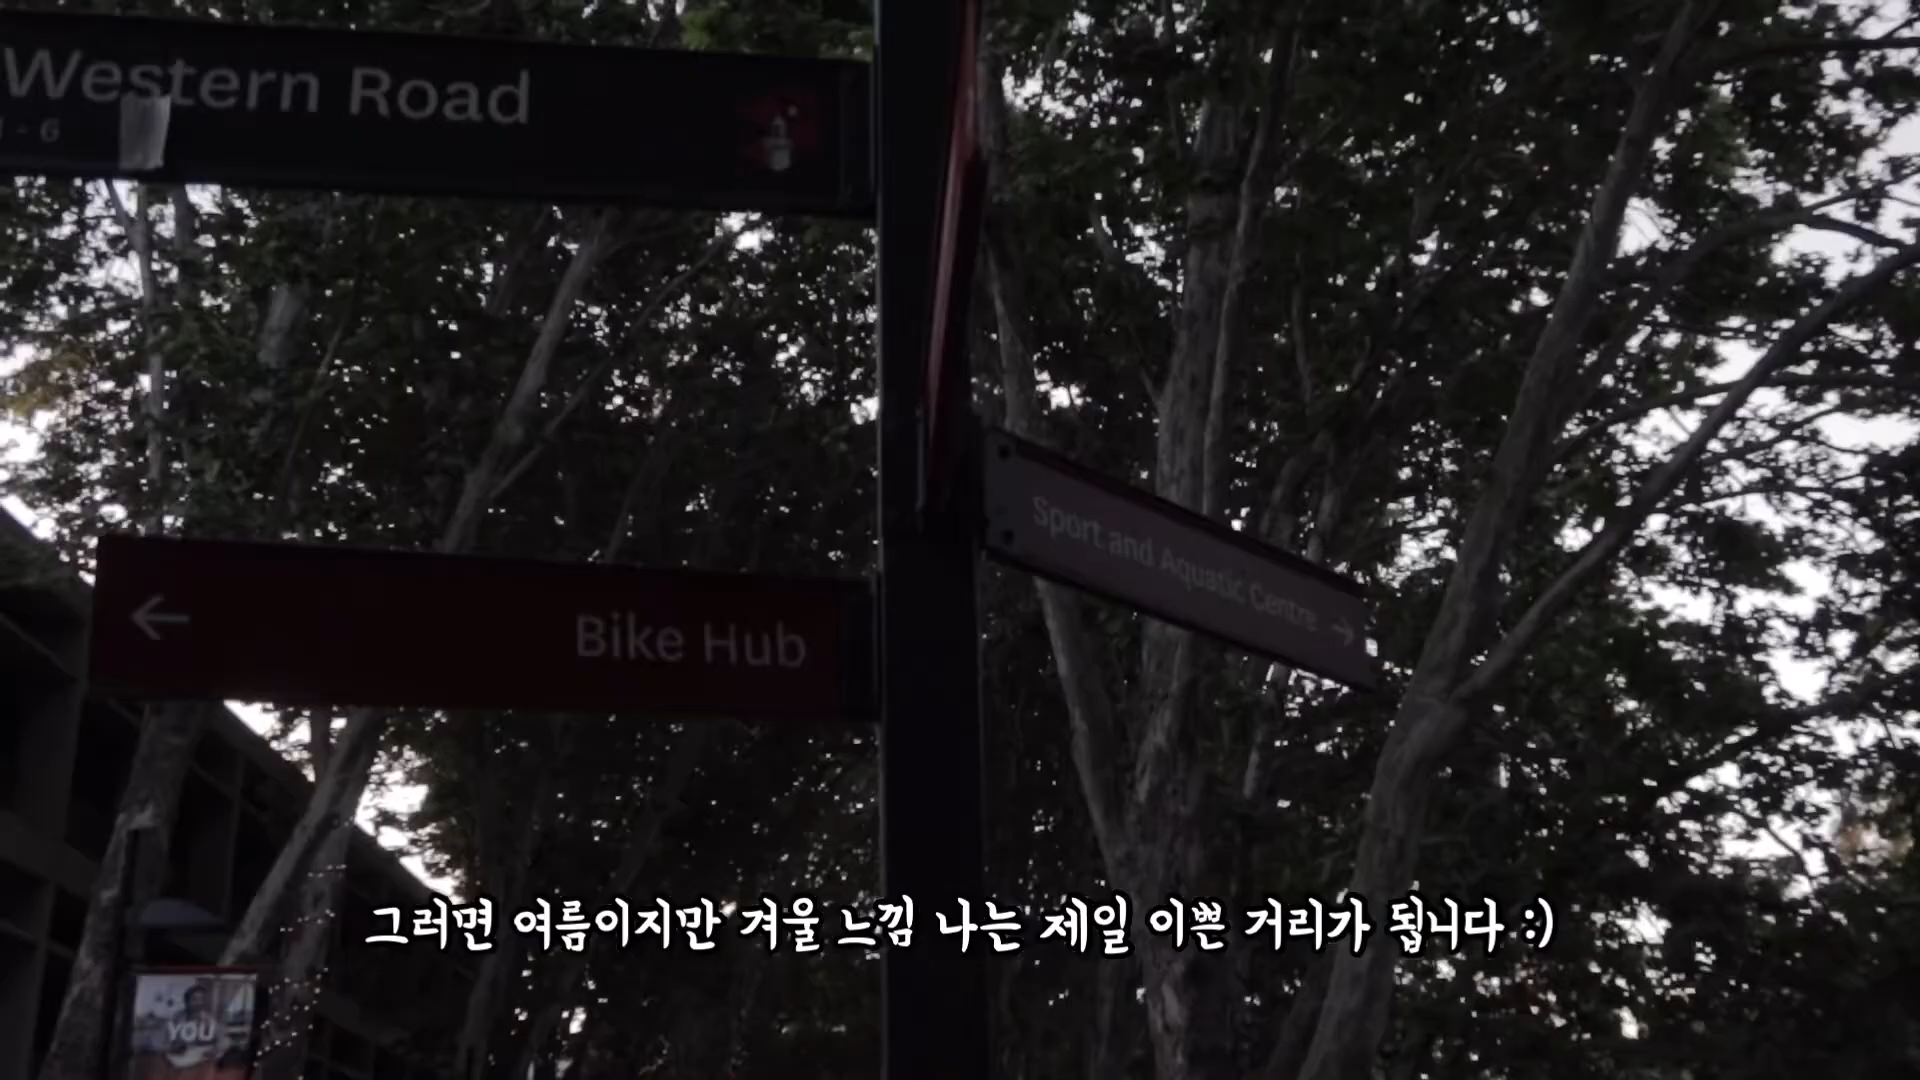 Western Road
- 6
Sport and Aquatic Centre →
← Bike Hub
그러면 여름이지만 겨울 느낌 나는 제일 이쁜 거리가 됩니다 :)
YOU